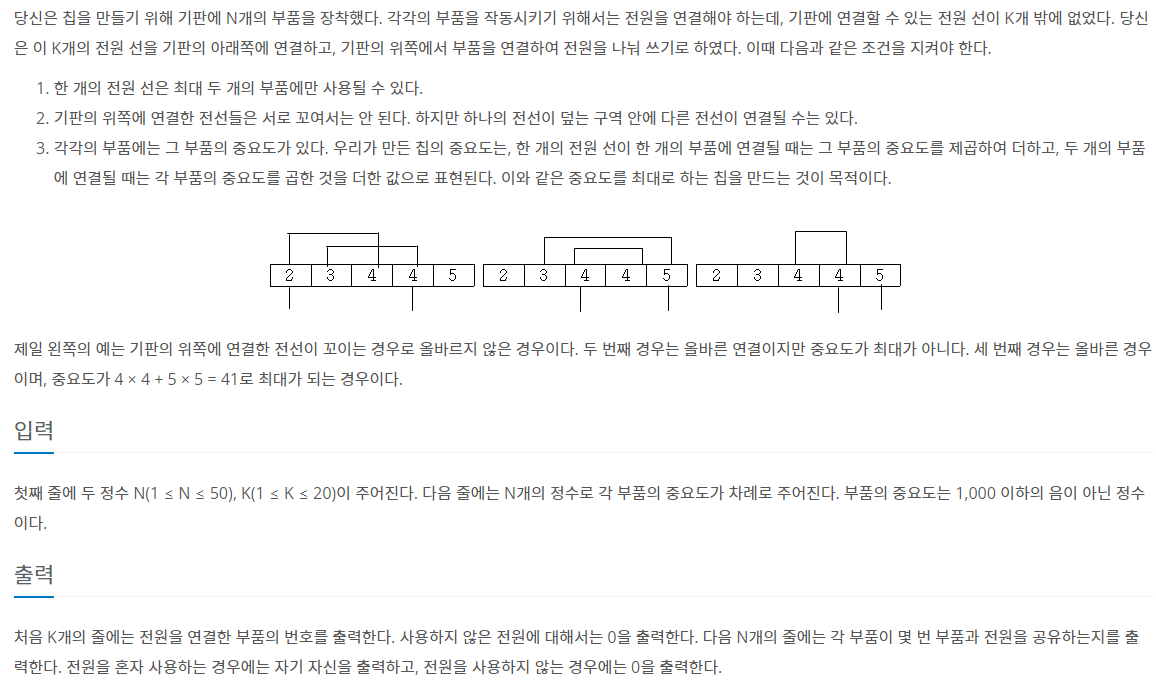 당신은 칩을 만들기 위해 기판에 N개의 부품을 장착했다. 각각의 부품을 작동시키기 위해서는 전원을 연결해야 하는데, 기판에 연결할 수 있는 전원 선이 K개 밖에 없었다. 당신
은 이 K개의 전원 선을 기판의 아래쪽에 연결하고, 기판의 위쪽에서 부품을 연결하여 전원을 나눠 쓰기로 하였다. 이때 다음과 같은 조건을 지켜야 한다.
1. 한 개의 전원 선은 최대 두 개의 부품에만 사용될 수 있다.
2. 기판의 위쪽에 연결한 전선들은 서로 꼬여서는 안 된다. 하지만 하나의 전선이 덮는 구역 안에 다른 전선이 연결될 수는 있다.
3. 각각의 부품에는 그 부품의 중요도가 있다. 우리가 만든 칩의 중요도는, 한 개의 전원 선이 한 개의 부품에 연결될 때는 그 부품의 중요도를 제곱하여 더하고, 두 개의 부품
에 연결될 때는 각 부품의 중요도를 곱한 것을 더한 값으로 표현된다. 이와 같은 중요도를 최대로 하는 칩을 만드는 것이 목적이다.
2 3 4 4 5 2 3 4 4 5 2 3 4 4 5
제일 왼쪽의 예는 기판의 위쪽에 연결한 전선이 꼬이는 경우로 올바르지 않은 경우이다. 두 번째 경우는 올바른 연결이지만 중요도가 최대가 아니다. 세 번째 경우는 올바른 경우
이며, 중요도가 4 × 4 + 5 × 5 = 41로 최대가 되는 경우이다.
입력
첫째 줄에 두 정수 N(1 ≤ N ≤ 50), K(1 ≤ K ≤ 20)이 주어진다. 다음 줄에는 N개의 정수로 각 부품의 중요도가 차례로 주어진다. 부품의 중요도는 1,000 이하의 음이 아닌 정수
이다.
출력
처음 K개의 줄에는 전원을 연결한 부품의 번호를 출력한다. 사용하지 않은 전원에 대해서는 0을 출력한다. 다음 N개의 줄에는 각 부품이 몇 번 부품과 전원을 공유하는지를 출
력한다. 전원을 혼자 사용하는 경우에는 자기 자신을 출력하고, 전원을 사용하지 않는 경우에는 0을 출력한다.